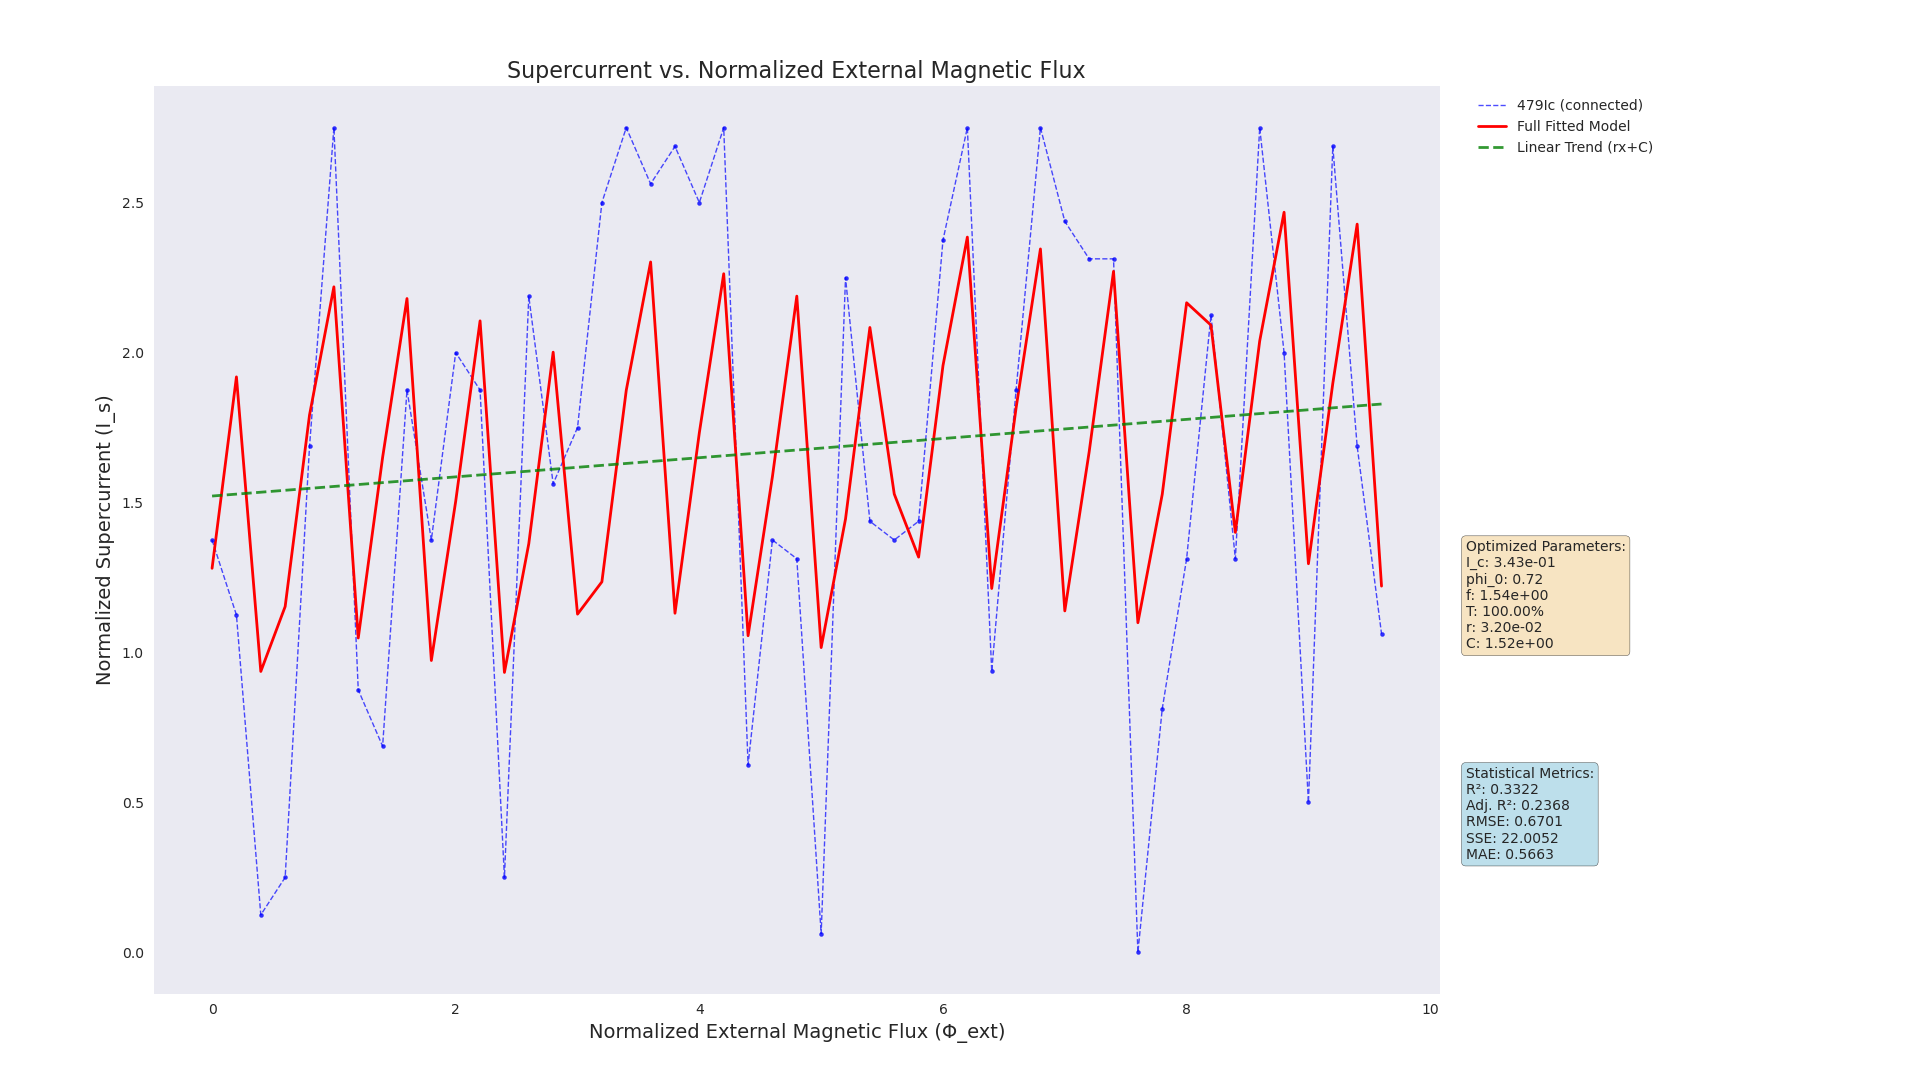 Supercurrent vs. Normalized External Magnetic Flux
479Ic (connected)
Full Fitted Model
Linear Trend (rx+C)
Normalized Supercurrent (I_s)
2.5
2.0
1.5
1.0
0.5
0.0
0
2
4
6
8
10
Normalized External Magnetic Flux (Φ_ext)
Optimized Parameters:
I_c: 3.43e-01
phi_0: 0.72
f: 1.54e+00
T: 100.00%
r: 3.20e-02
C: 1.52e+00
Statistical Metrics:
R²: 0.3322
Adj. R²: 0.2368
RMSE: 0.6701
SSE: 22.0052
MAE: 0.5663